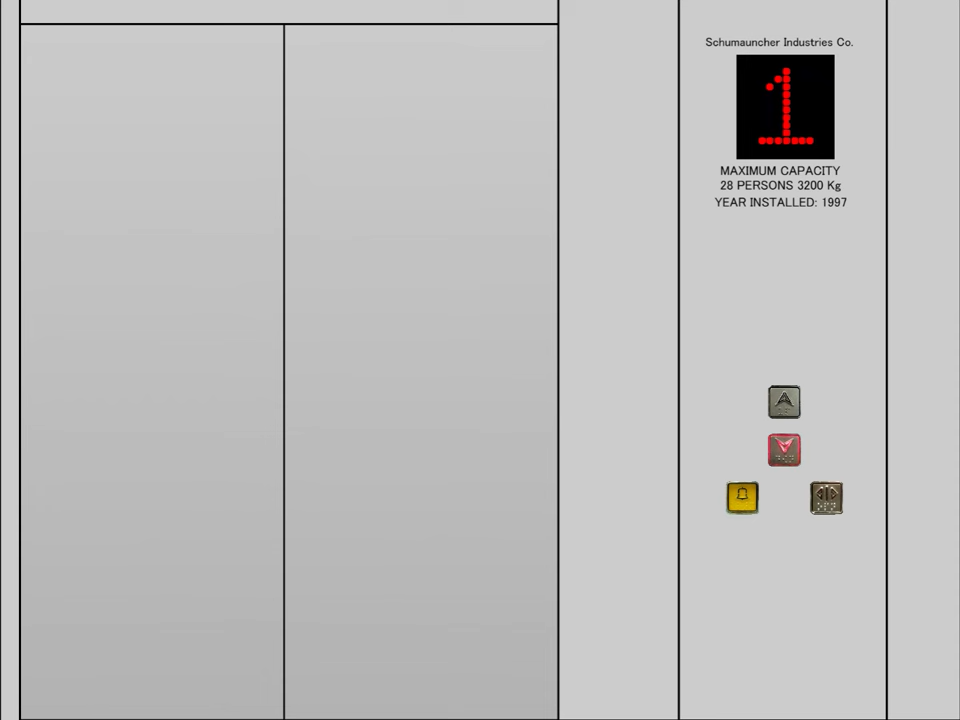 Schumauncher Industries Co.
1
MAXIMUM CAPACITY
28 PERSONS 3200 Kg
YEAR INSTALLED: 1997